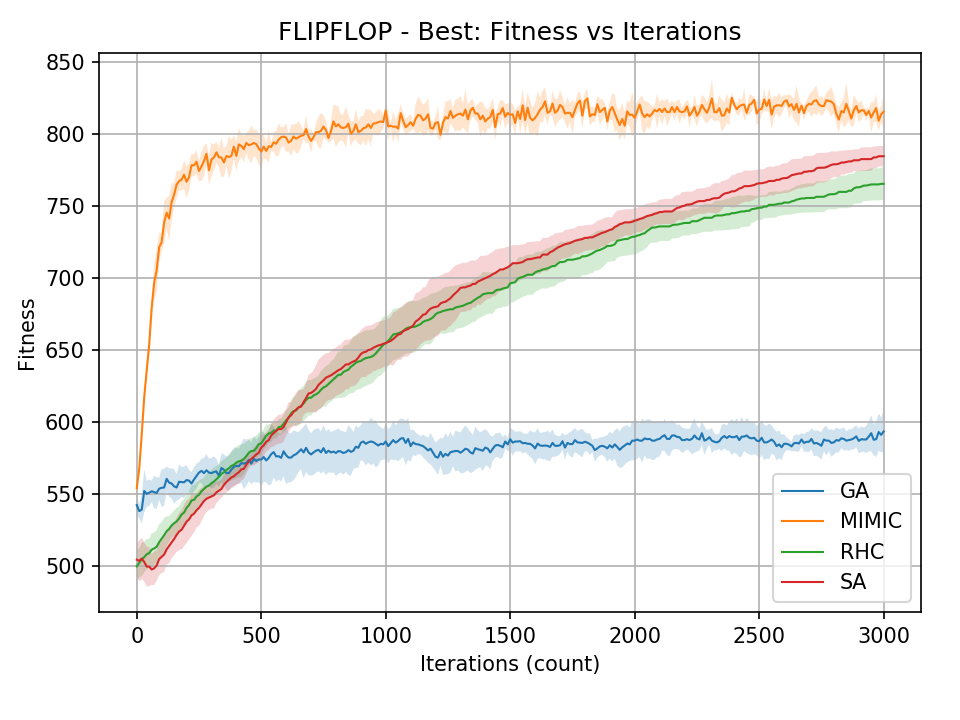 FLIPFLOP - Best: Fitness vs Iterations
850
800
750
700
650
600
550
500
Fitness
GA
MIMIC
RHC
SA
0 500 1000 1500 2000 2500 3000
Iterations (count)